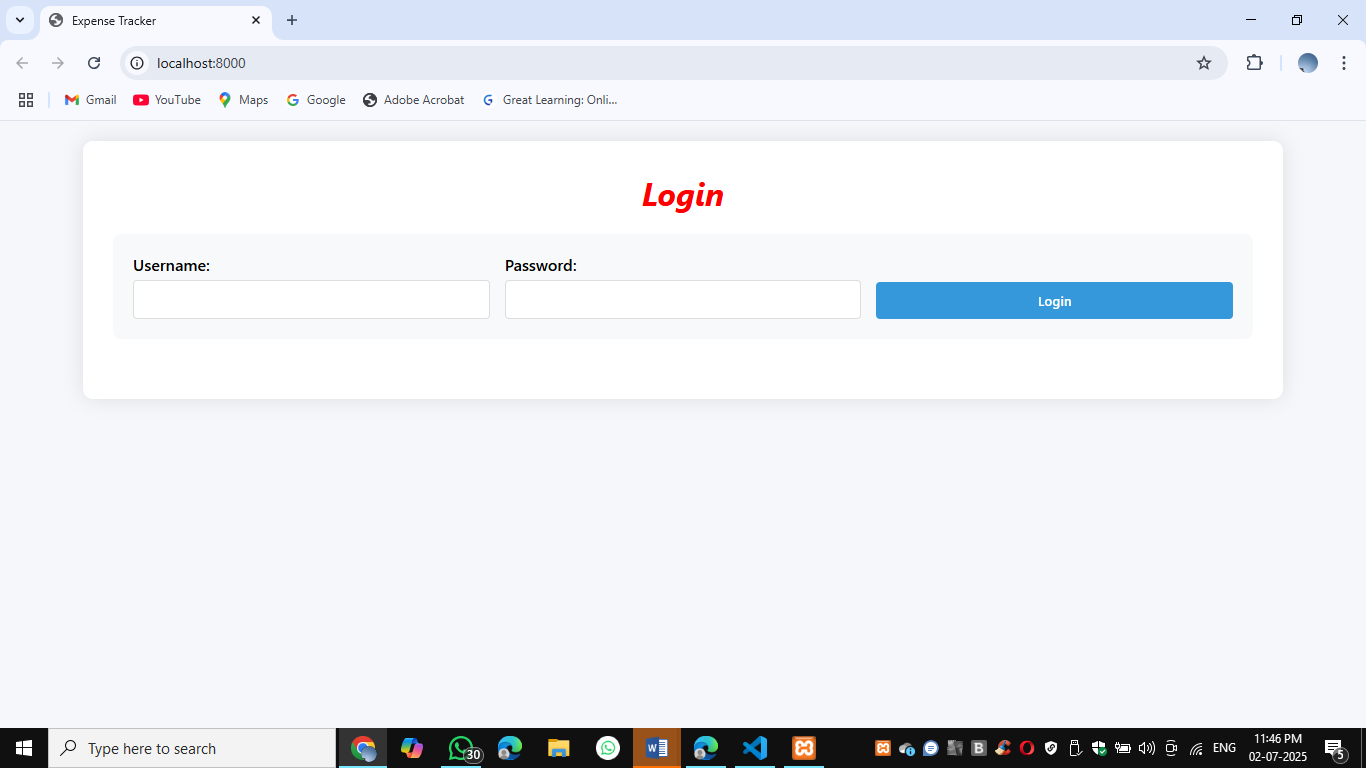 Expense Tracker
localhost:8000
Gmail YouTube Maps Google Adobe Acrobat Great Learning: Onli...
Login
Username: Password:
Login
Type here to search
30
ENG
11:46 PM
02-07-2025
5